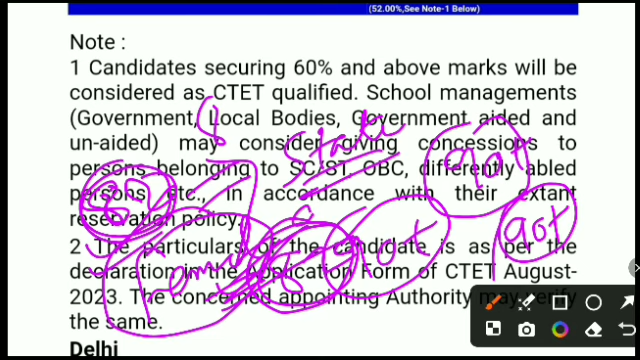 (52.00%,See Note-1 Below)
Note :
1 Candidates securing 60% and above marks will be
considered as CTET qualified. School managements
(Government, Local Bodies, Government aided and
un-aided) may consider giving concessions to
State
persons belonging to SC/ST, OBC, differently abled
persons etc., in accordance with their extant
reservation policy.
82
got
got
2 The particulars of the candidate is as per the
declaration in the Application Form of CTET August-
2023. The concerned appointing Authority may verify
the same.
Delhi